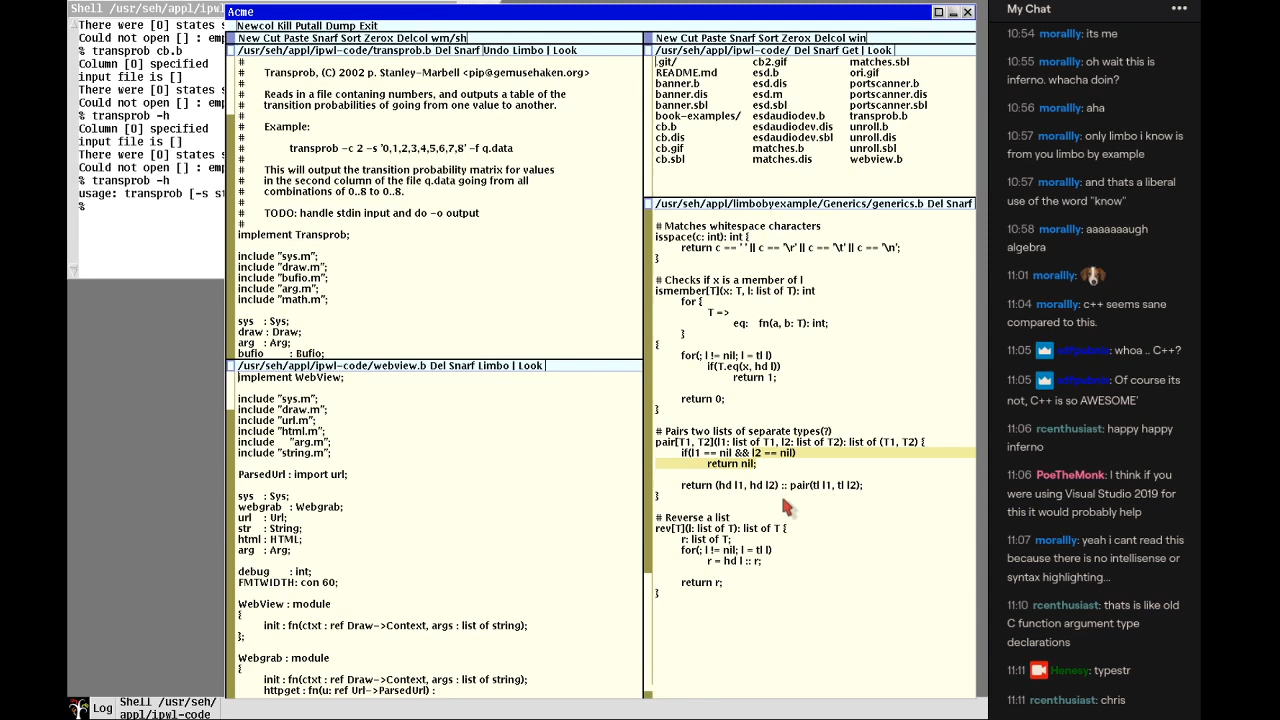 Shell /usr/seh/appl/ipw
There were [0] states s
Could not open [] : emp
% transprob cb.b
Column [0] specified
input file is []
There were [0] states s
Could not open [] : emp
% transprob -h
Column [0] specified
input file is []
There were [0] states s
Could not open [] : emp
% transprob -h
usage: transprob [-s st
%
Acme
Newcol Kill Putall Dump Exit
New Cut Paste Snarf Sort Zerox Delcol wm/sh
/usr/seh/appl/ipwl-code/transprob.b Del Snarf Undo Limbo | Look
#
# Transprob, (C) 2002 p. Stanley-Marbell <pip@gemusehaken.org>
#
# Reads in a file contaning numbers, and outputs a table of the
# transition probabilities of going from one value to another.
#
# Example:
#
# transprob -c 2 -s '0,1,2,3,4,5,6,7,8' -f q.data
#
# This will output the transition probability matrix for values
# in the second column of the file q.data going from all
# combinations of 0..8 to 0..8.
#
# TODO: handle stdin input and do -o output
#
implement Transprob;
include "sys.m";
include "draw.m";
include "bufio.m";
include "arg.m";
include "math.m";
sys : Sys;
draw : Draw;
arg : Arg;
bufio : Bufio;
/usr/seh/appl/ipwl-code/webview.b Del Snarf Limbo | Look
implement WebView;
include "sys.m";
include "draw.m";
include "url.m";
include "html.m";
include "arg.m";
include "string.m";
ParsedUrl : import url;
sys : Sys;
webgrab : Webgrab;
url : Url;
str : String;
html : HTML;
arg : Arg;
debug : int;
FMTWIDTH: con 60;
WebView : module
{
init : fn(ctxt : ref Draw->Context, args : list of string);
};
Webgrab : module
{
init : fn(ctxt : ref Draw->Context, args : list of string);
httpget : fn(u: ref Url->ParsedUrl) :
New Cut Paste Snarf Sort Zerox Delcol win
/usr/seh/appl/ipwl-code/ Del Snarf Get | Look
.git/ cb2.gif matches.sbl
README.md esd.b ori.gif
banner.b esd.dis portscanner.b
banner.dis esd.m portscanner.dis
banner.sbl esd.sbl portscanner.sbl
book-examples/ esdaudiodev.b transprob.b
cb.b esdaudiodev.dis unroll.b
cb.dis esdaudiodev.sbl unroll.dis
cb.gif matches.b unroll.sbl
cb.sbl matches.dis webview.b
/usr/seh/appl/limbobyexample/Generics/generics.b Del Snarf
# Matches whitespace characters
isspace(c: int): int {
return c == ' ' || c == '\r' || c == '\t' || c == '\n';
}
# Checks if x is a member of l
ismember[T](x: T, l: list of T): int
for {
T =>
eq: fn(a, b: T): int;
}
{
for(; l != nil; l = tl l)
if(T.eq(x, hd l))
return 1;
return 0;
}
# Pairs two lists of separate types(?)
pair[T1, T2](l1: list of T1, l2: list of T2): list of (T1, T2) {
if(l1 == nil && l2 == nil)
return nil;
return (hd l1, hd l2) :: pair(tl l1, tl l2);
}
# Reverse a list
rev[T](l: list of T): list of T {
r: list of T;
for(; l != nil; l = tl l)
r = hd l :: r;
return r;
}
Log
Shell /usr/seh/
appl/ipwl-code
My Chat
10:54 morallly: its me
10:55 morallly: oh wait this is
inferno. whacha doin?
10:56 morallly: aha
10:57 morallly: only limbo i know is
from you limbo by example
10:57 morallly: and thats a liberal
use of the word "know"
10:58 morallly: aaaaaaaugh
algebra
11:01 morallly:
11:04 morallly: c++ seems sane
compared to this.
11:05 : whoa .. C++?
11:05 : Of course its
not, C++ is so AWESOME'
11:06 rcenthusiast: happy happy
inferno
11:06 PoeTheMonk: I think if you
were using Visual Studio 2019 for
this it would probably help
11:07 morallly: yeah i cant read this
because there is no intellisense or
syntax highlighting...
11:10 rcenthusiast: thats is like old
C function argument type
declarations
11:11 Henesy: typestr
11:11 rcenthusiast: chris